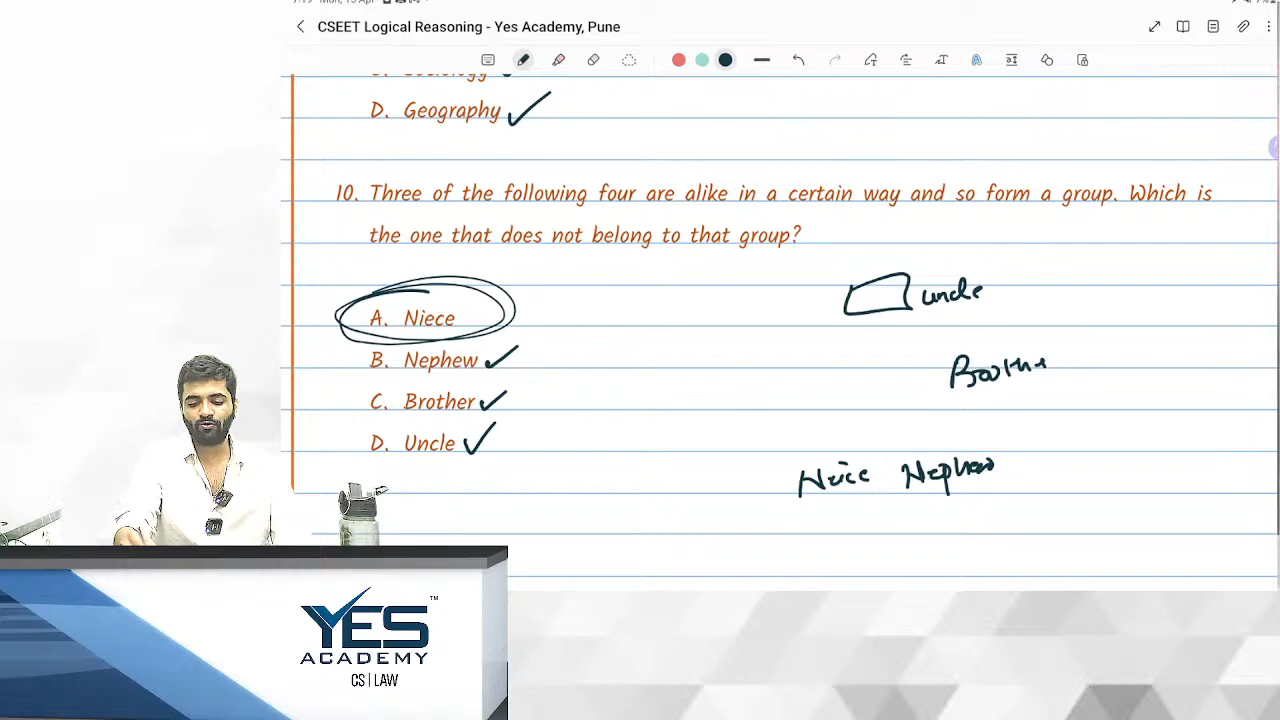 CSEET Logical Reasoning - Yes Academy, Pune
D. Geography
10. Three of the following four are alike in a certain way and so form a group. Which is
the one that does not belong to that group?
A. Niece
B. Nephew
C. Brother
D. Uncle
uncle
Neice Nephew
YES
ACADEMY
CS | LAW
TM